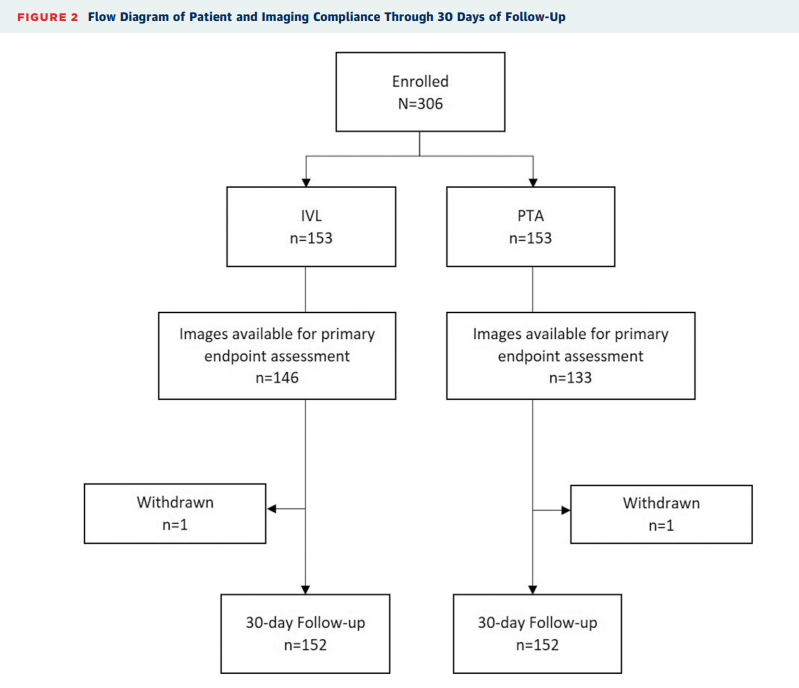 FIGURE 2 Flow Diagram of Patient and Imaging Compliance Through 30 Days of Follow-Up
Enrolled
N=306
IVL
n=153
PTA
n=153
Images available for primary
endpoint assessment
n=146
Images available for primary
endpoint assessment
n=133
Withdrawn
n=1
Withdrawn
n=1
30-day Follow-up
n=152
30-day Follow-up
n=152